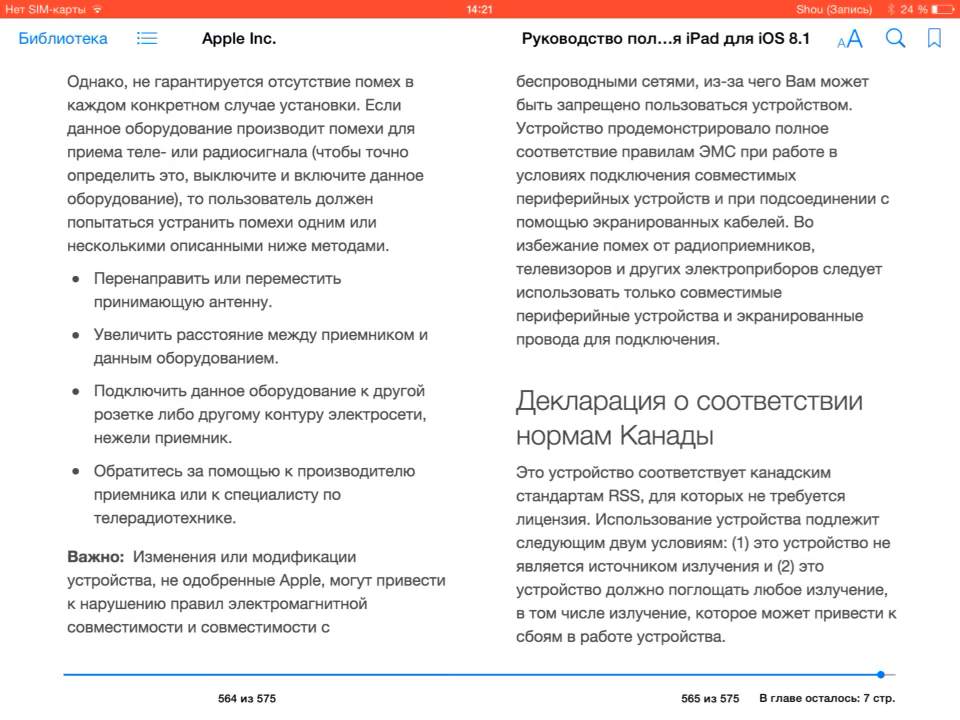 Нет SIM-карты
14:21
Shou (Запись)
24 %
Библиотека
Apple Inc.
Руководство пол…я iPad для iOS 8.1
AA
Однако, не гарантируется отсутствие помех в
каждом конкретном случае установки. Если
данное оборудование производит помехи для
приема теле- или радиосигнала (чтобы точно
определить это, выключите и включите данное
оборудование), то пользователь должен
попытаться устранить помехи одним или
несколькими описанными ниже методами.
● Перенаправить или переместить
принимающую антенну.
● Увеличить расстояние между приемником и
данным оборудованием.
● Подключить данное оборудование к другой
розетке либо другому контуру электросети,
нежели приемник.
● Обратитесь за помощью к производителю
приемника или к специалисту по
телерадиотехнике.
Важно: Изменения или модификации
устройства, не одобренные Apple, могут привести
к нарушению правил электромагнитной
совместимости и совместимости с
беспроводными сетями, из-за чего Вам может
быть запрещено пользоваться устройством.
Устройство продемонстрировало полное
соответствие правилам ЭМС при работе в
условиях подключения совместимых
периферийных устройств и при подсоединении с
помощью экранированных кабелей. Во
избежание помех от радиоприемников,
телевизоров и других электроприборов следует
использовать только совместимые
периферийные устройства и экранированные
провода для подключения.
Декларация о соответствии
нормам Канады
Это устройство соответствует канадским
стандартам RSS, для которых не требуется
лицензия. Использование устройства подлежит
следующим двум условиям: (1) это устройство не
является источником излучения и (2) это
устройство должно поглощать любое излучение,
в том числе излучение, которое может привести к
сбоям в работе устройства.
564 из 575
565 из 575
В главе осталось: 7 стр.